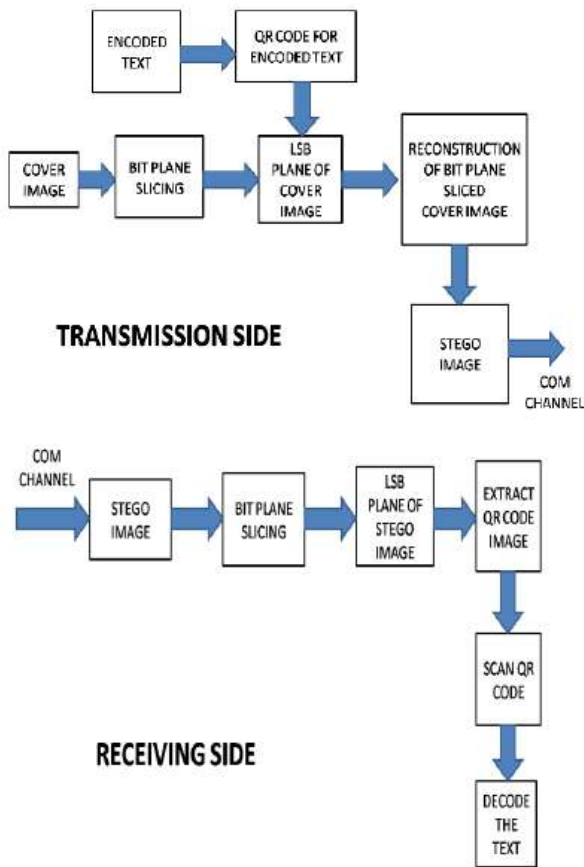 ENCODED
TEXT
QR CODE FOR
ENCODED TEXT
COVER
IMAGE
BIT PLANE
SLICING
LSB
PLANE OF
COVER
IMAGE
RECONSTRUCTION
OF BIT PLANE
SLICED
COVER IMAGE
TRANSMISSION SIDE
STEGO
IMAGE
COM
CHANNEL
COM
CHANNEL
STEGO
IMAGE
BIT PLANE
SLICING
LSB
PLANE OF
STEGO
IMAGE
EXTRACT
QR CODE
IMAGE
SCAN QR
CODE
RECEIVING SIDE
DECODE
THE
TEXT